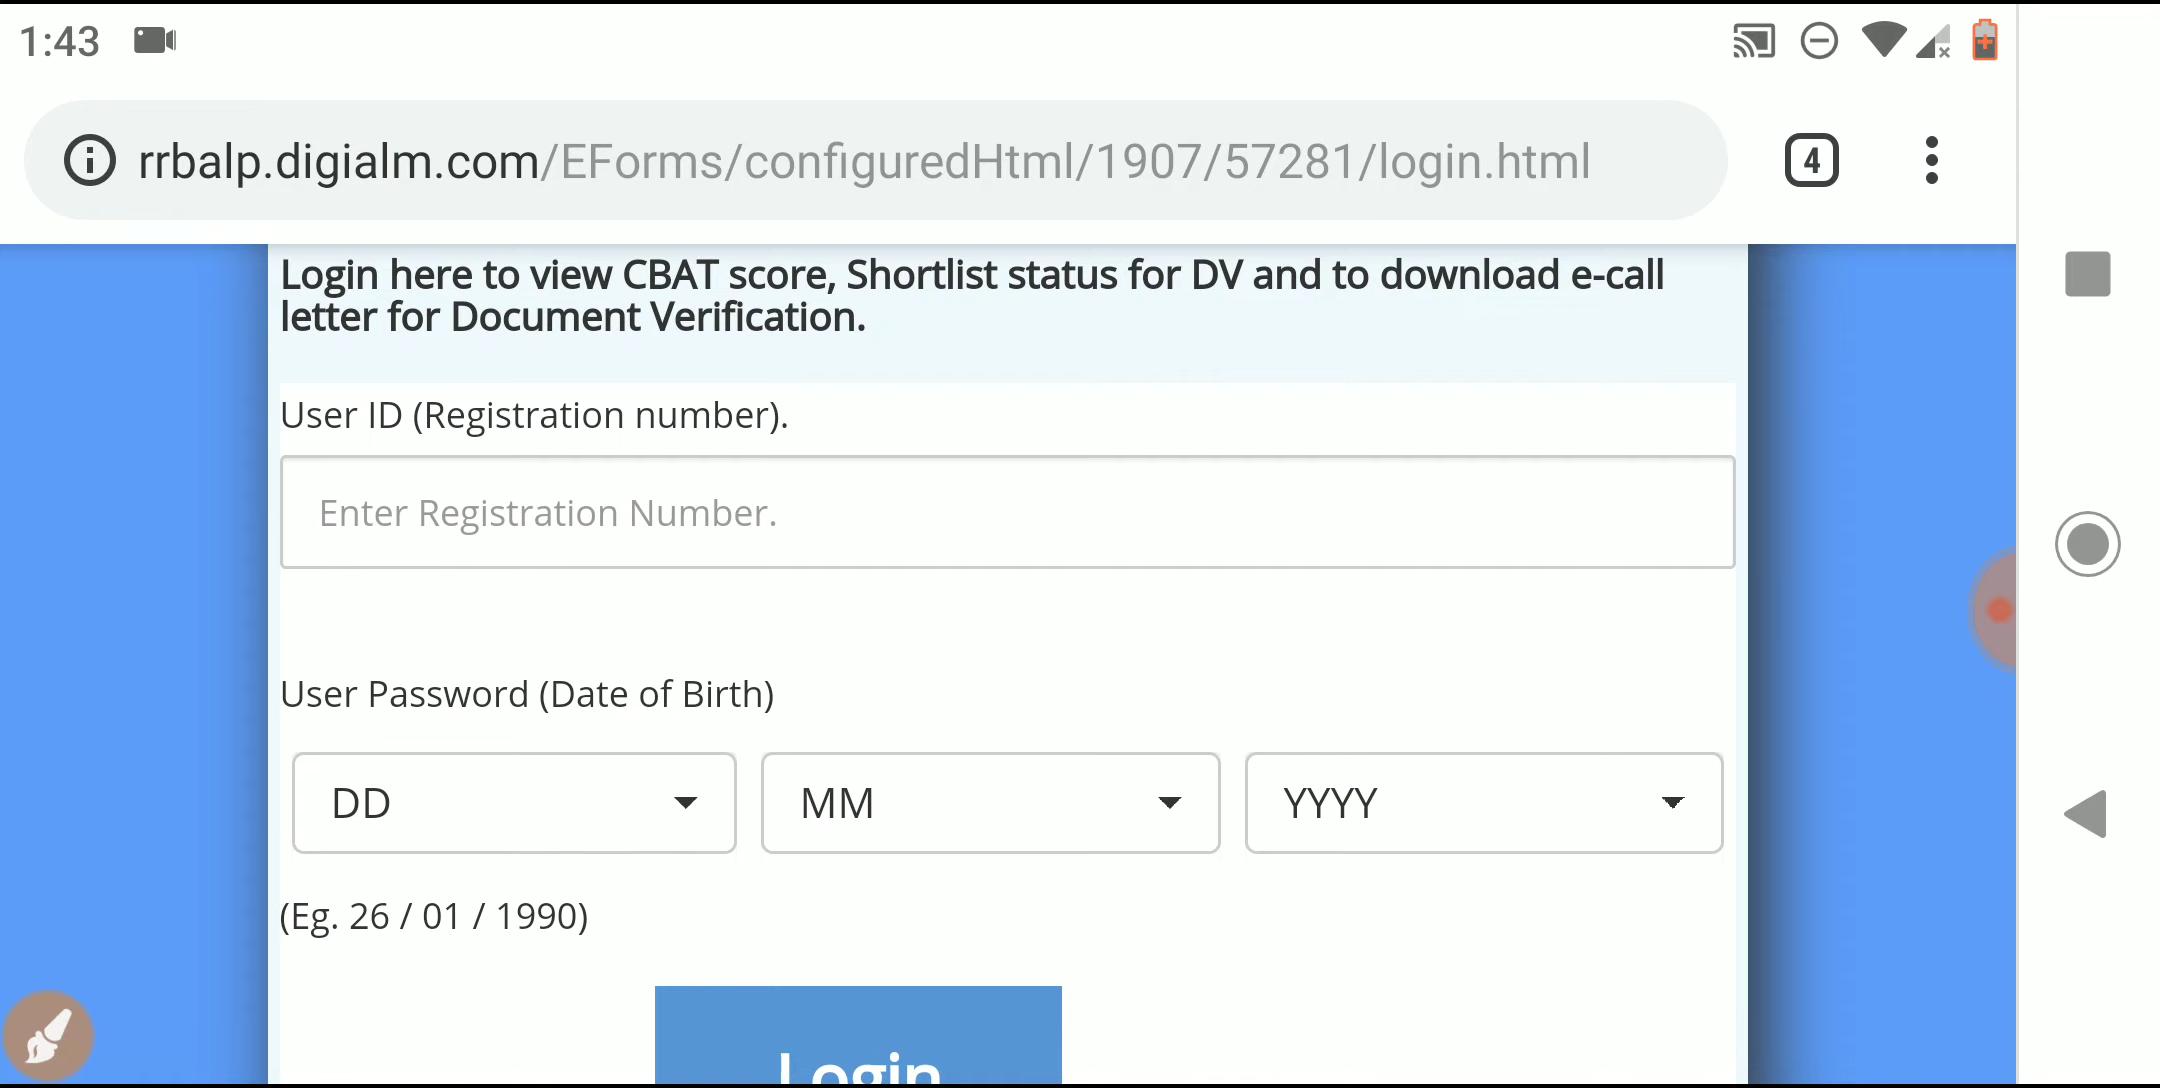 1:43
rrbalp.digialm.com/EForms/configuredHtml/1907/57281/login.html
4
Login here to view CBAT score, Shortlist status for DV and to download e-call
letter for Document Verification.
User ID (Registration number).
Enter Registration Number.
User Password (Date of Birth)
DD MM YYYY
(Eg. 26 / 01 / 1990)
Login